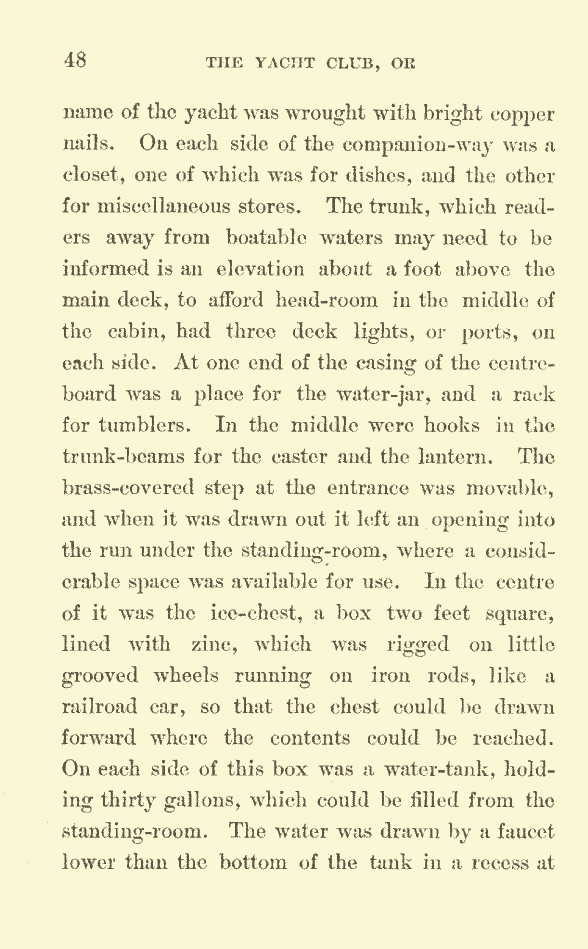 48 THE YACHT CLUB, OR
name of the yacht was wrought with bright copper
nails. On each side of the companion-way was a
closet, one of which was for dishes, and the other
for miscellaneous stores. The trunk, which read-
ers away from boatable waters may need to be
informed is an elevation about a foot above the
main deck, to afford head-room in the middle of
the cabin, had three deck lights, or ports, on
each side. At one end of the casing of the centre-
board was a place for the water-jar, and a rack
for tumblers. In the middle were hooks in the
trunk-beams for the caster and the lantern. The
brass-covered step at the entrance was movable,
and when it was drawn out it left an opening into
the run under the standing-room, where a consid-
erable space was available for use. In the centre
of it was the ice-chest, a box two feet square,
lined with zinc, which was rigged on little
grooved wheels running on iron rods, like a
railroad car, so that the chest could be drawn
forward where the contents could be reached.
On each side of this box was a water-tank, hold-
ing thirty gallons, which could be filled from the
standing-room. The water was drawn by a faucet
lower than the bottom of the tank in a recess at